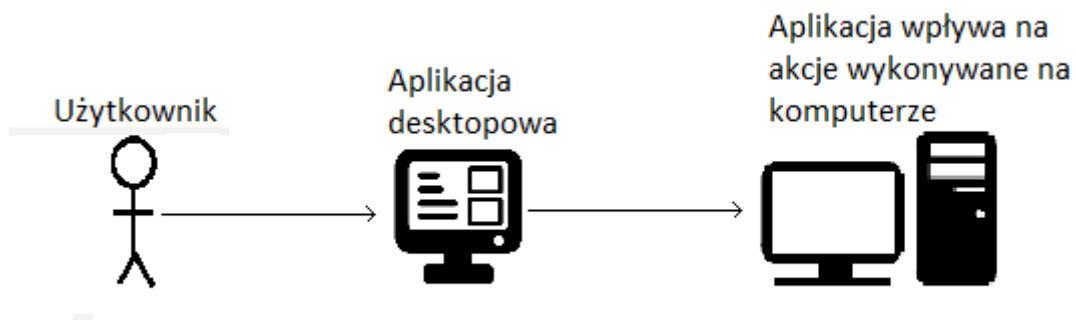 Użytkownik
Aplikacja
desktopowa
Aplikacja wpływa na
akcje wykonywane na
komputerze